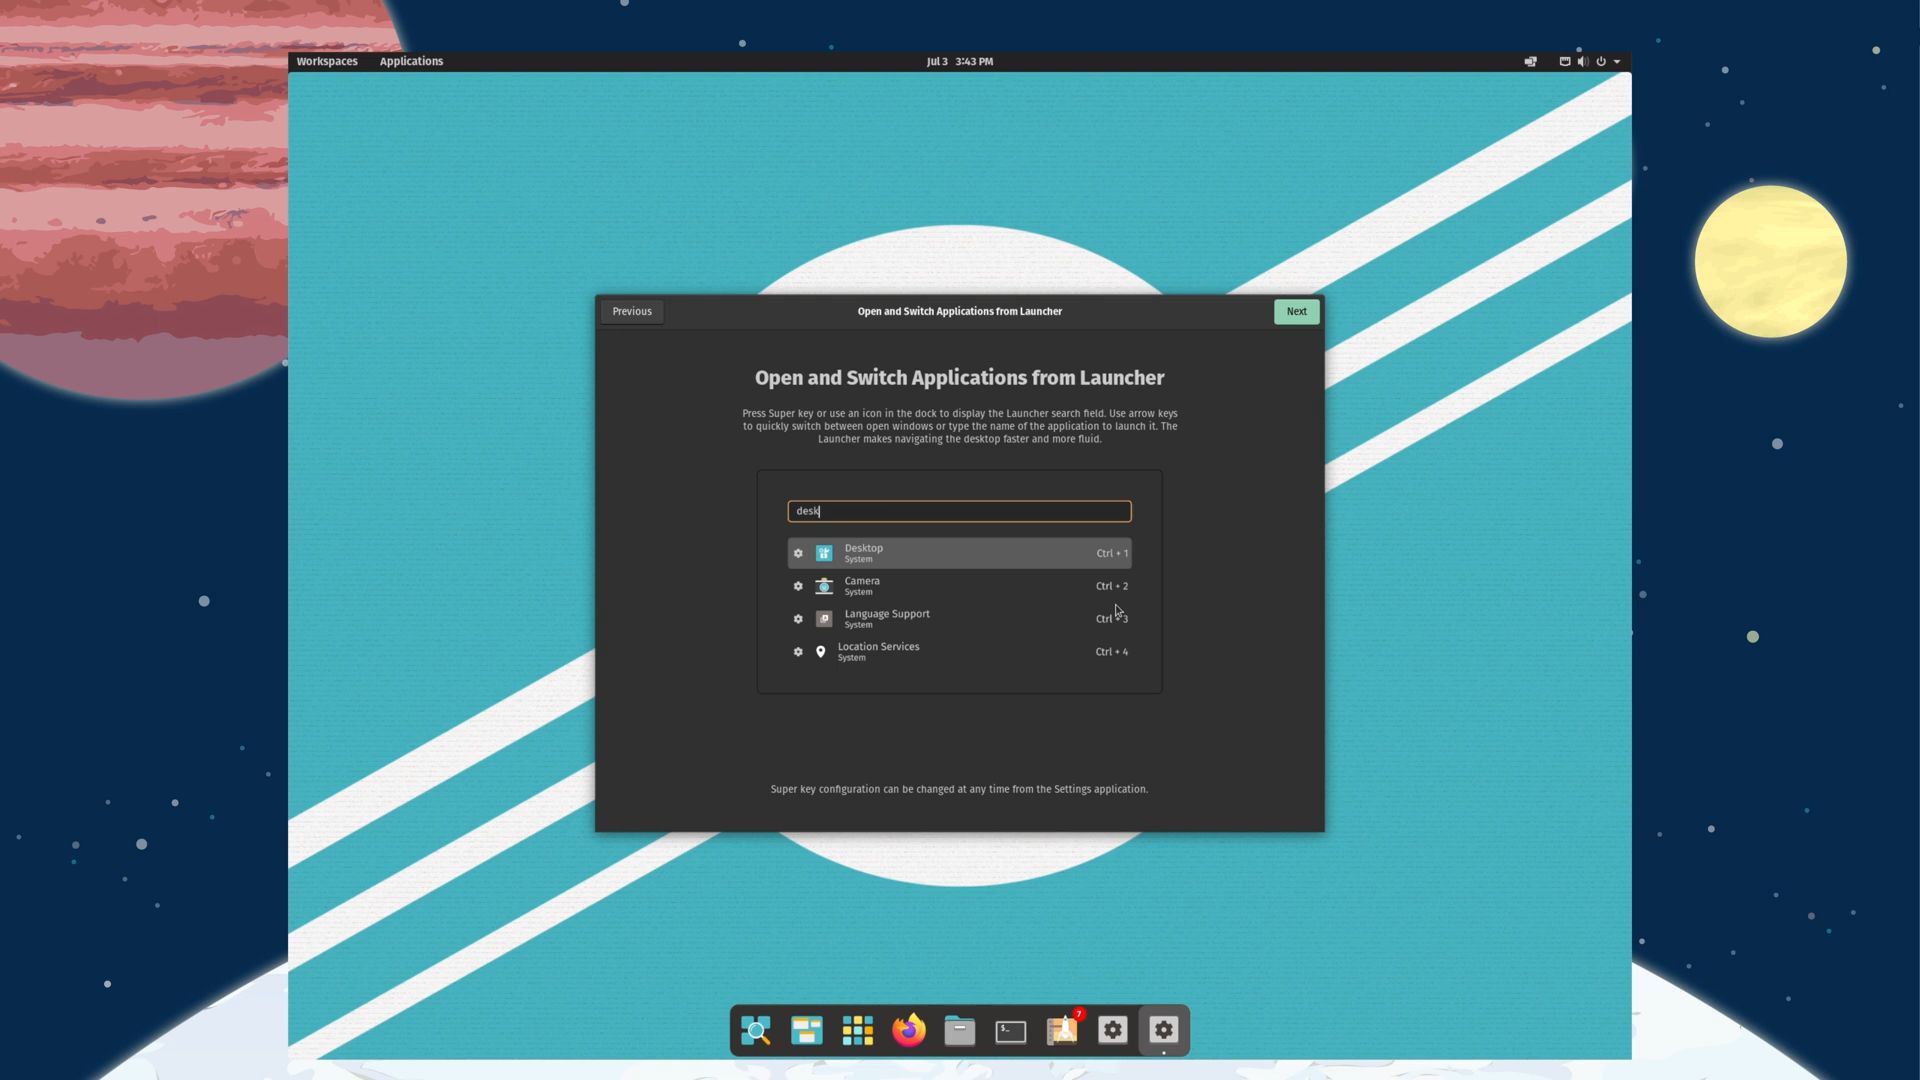 Workspaces Applications Jul 3 3:43 PM
Previous Open and Switch Applications from Launcher Next
Open and Switch Applications from Launcher
Press Super key or use an icon in the dock to display the Launcher search field. Use arrow keys
to quickly switch between open windows or type the name of the application to launch it. The
Launcher makes navigating the desktop faster and more fluid.
desk
Desktop Ctrl + 1
System
Camera Ctrl + 2
System
Language Support Ctrl + 3
System
Location Services Ctrl + 4
System
Super key configuration can be changed at any time from the Settings application.
$_ 7